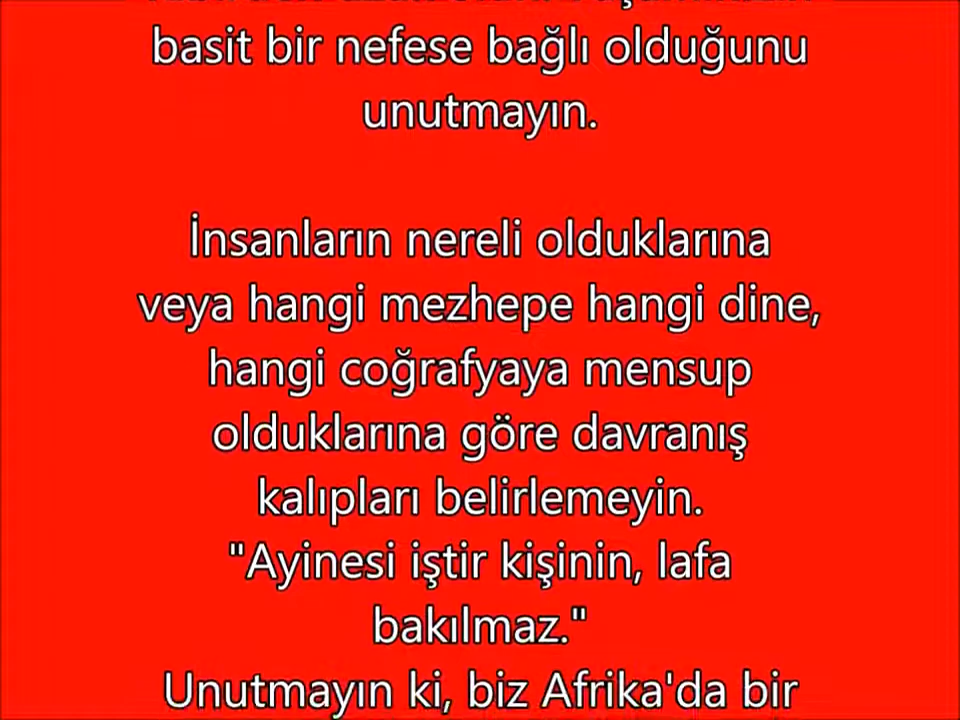 basit bir nefese bağlı olduğunu
unutmayın.
İnsanların nereli olduklarına
veya hangi mezhepe hangi dine,
hangi coğrafyaya mensup
olduklarına göre davranış
kalıpları belirlemeyin.
"Ayinesi iştir kişinin, lafa
bakılmaz."
Unutmayın ki, biz Afrika'da bir